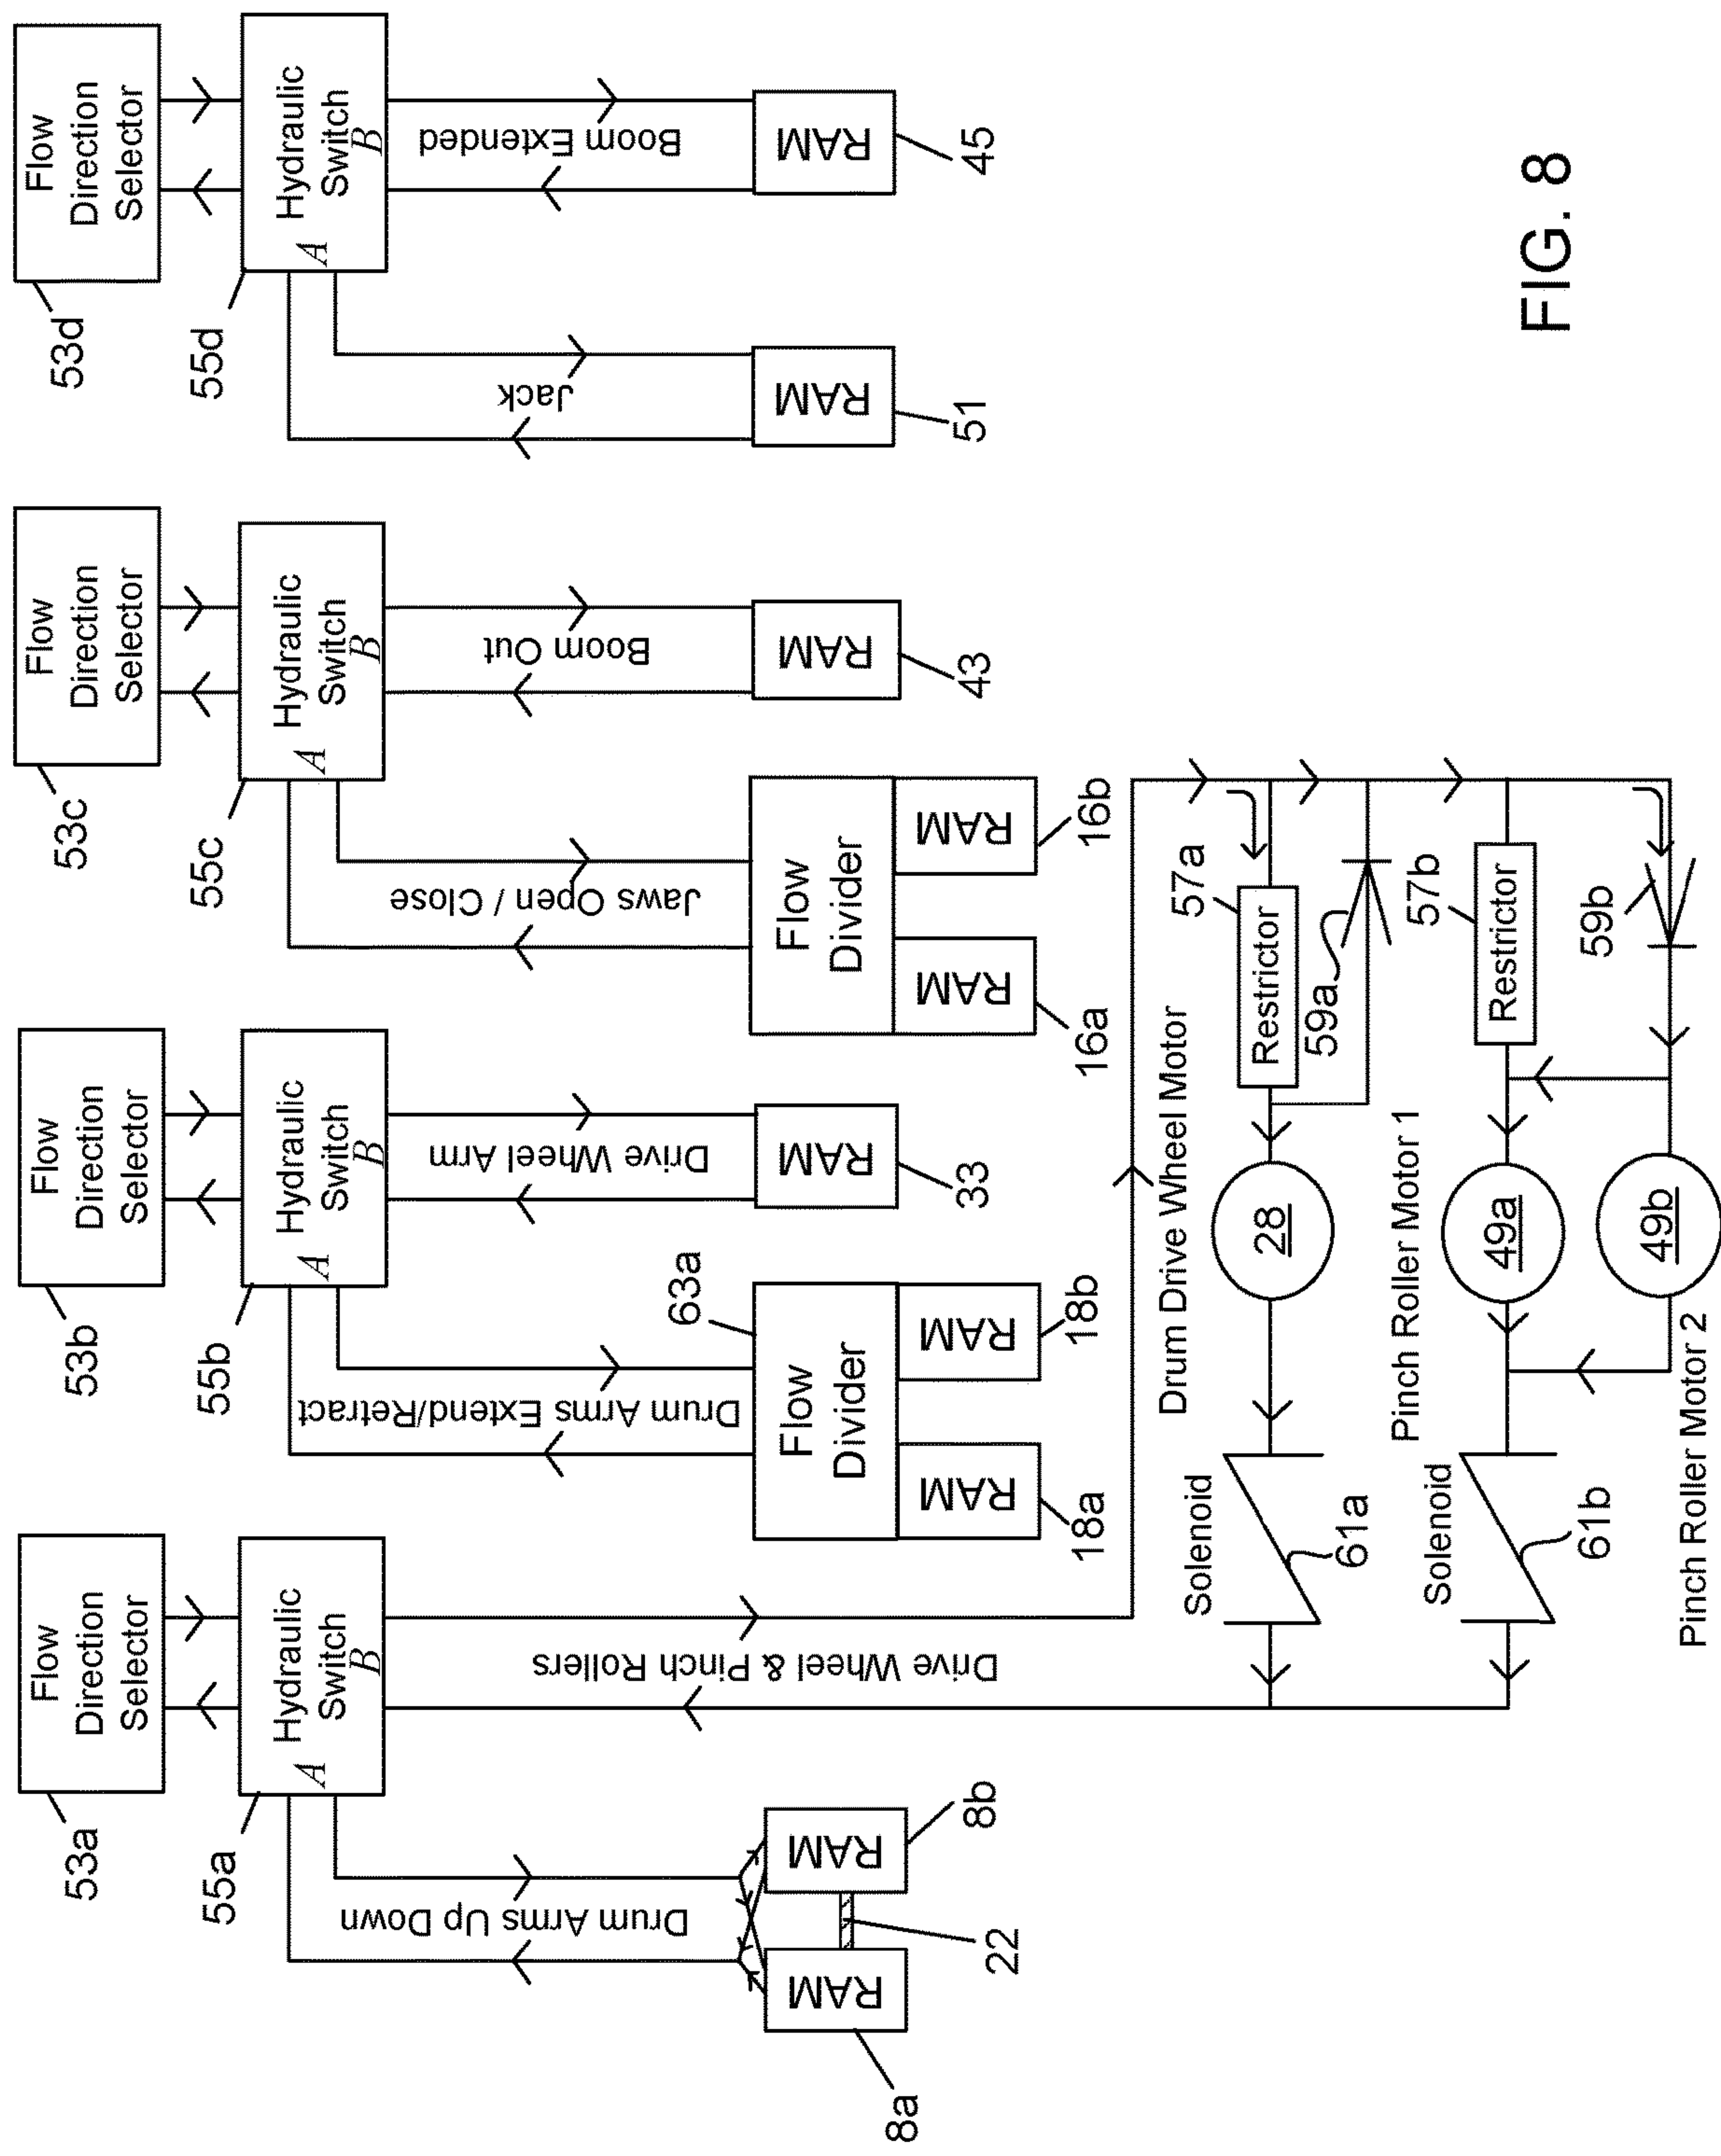 Flow
Direction
Selector
53a
Hydraulic
Switch
A
B
55a
Drum Arms Up Down
RAM
RAM
8a
8b
22
Drive Wheel & Pinch Rollers
Flow
Direction
Selector
53b
Hydraulic
Switch
A
B
55b
Drum Arms Extend/Retract
63a
Flow
Divider
RAM
RAM
18a
18b
Drive Wheel Arm
RAM
33
Flow
Direction
Selector
53c
Hydraulic
Switch
A
B
55c
Jaws Open / Close
Flow
Divider
RAM
RAM
16a
16b
Boom Out
RAM
43
Flow
Direction
Selector
53d
Hydraulic
Switch
A
B
55d
Jack
RAM
51
Boom Extended
RAM
45
Drum Drive Wheel Motor
Solenoid
61a
28
Restrictor
57a
59a
Pinch Roller Motor 1
Solenoid
61b
49a
Restrictor
57b
59b
49b
Pinch Roller Motor 2
FIG. 8